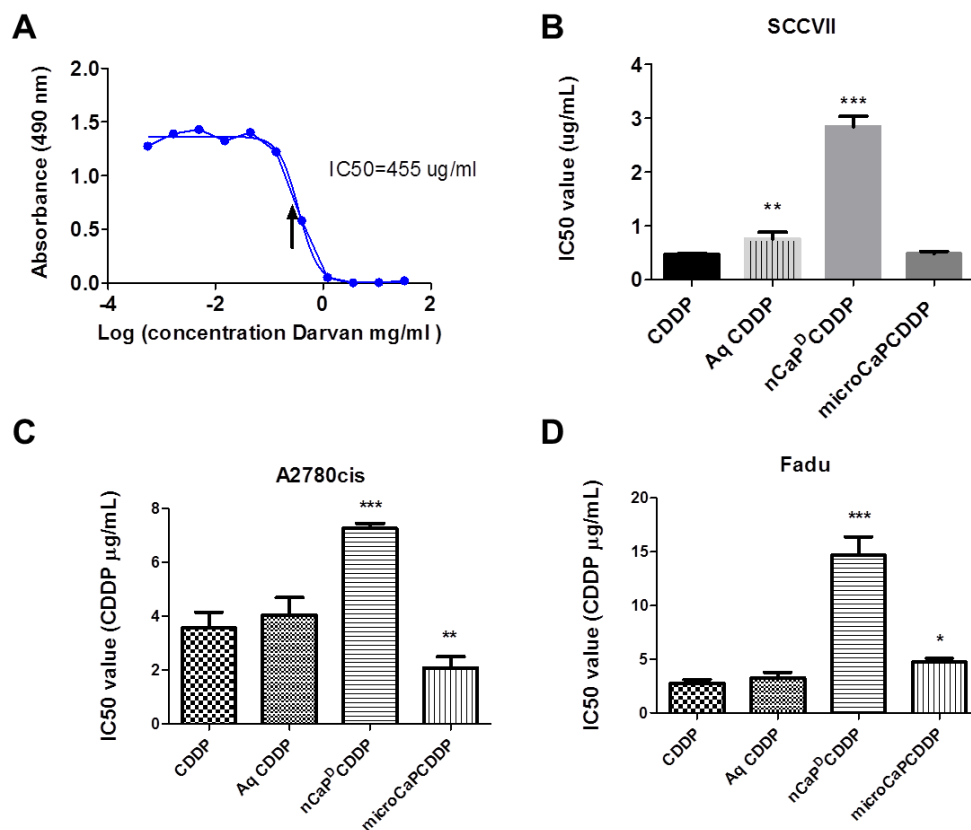 A
Absorbance (490 nm)
2.0
1.5
1.0
0.5
0.0
IC50=455 ug/ml
-4
-2
0
2
Log (concentration Darvan mg/ml )
B
SCCVII
IC50 value (ug/mL)
4
3
2
1
0
**
***
CDDP
Aq CDDP
nCaPᴰCDDP
microCaPCDDP
C
A2780cis
IC50 value (CDDP µg/mL)
8
6
4
2
0
***
**
CDDP
Aq CDDP
nCaPᴰCDDP
microCaPCDDP
D
Fadu
IC50 value (CDDP µg/mL)
20
15
10
5
0
***
*
CDDP
Aq CDDP
nCaPᴰCDDP
microCaPCDDP